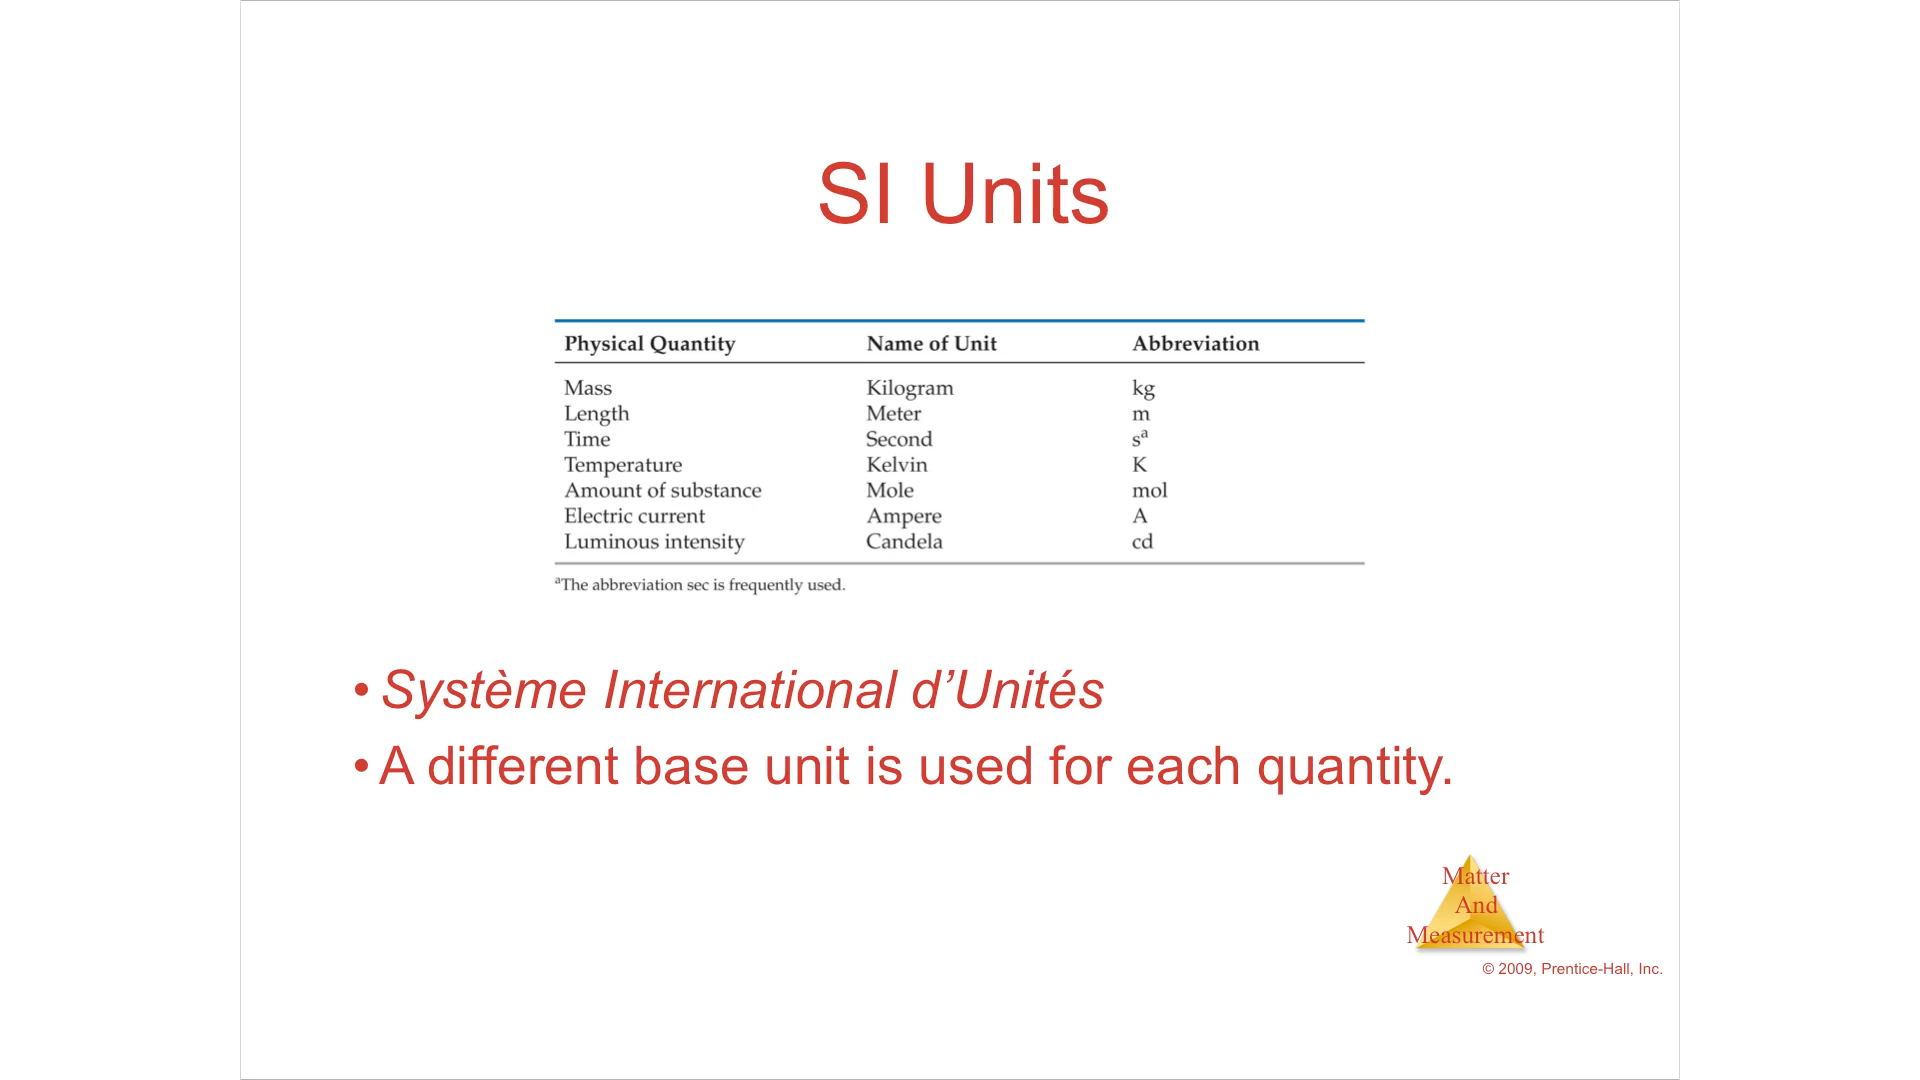 SI Units
Physical Quantity Name of Unit Abbreviation
Mass Kilogram kg
Length Meter m
Time Second sᵃ
Temperature Kelvin K
Amount of substance Mole mol
Electric current Ampere A
Luminous intensity Candela cd
ᵃThe abbreviation sec is frequently used.
• Système International d’Unités
• A different base unit is used for each quantity.
Matter
And
Measurement
© 2009, Prentice-Hall, Inc.